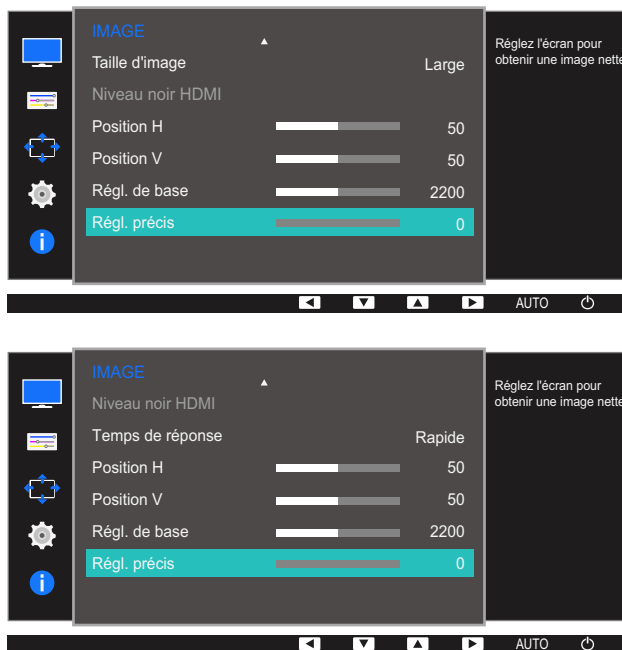 IMAGE
Taille d'image Large
Niveau noir HDMI
Position H 50
Position V 50
Régl. de base 2200
Régl. précis 0
Réglez l'écran pour
obtenir une image nette
AUTO
IMAGE
Niveau noir HDMI
Temps de réponse Rapide
Position H 50
Position V 50
Régl. de base 2200
Régl. précis 0
Réglez l'écran pour
obtenir une image nette
AUTO